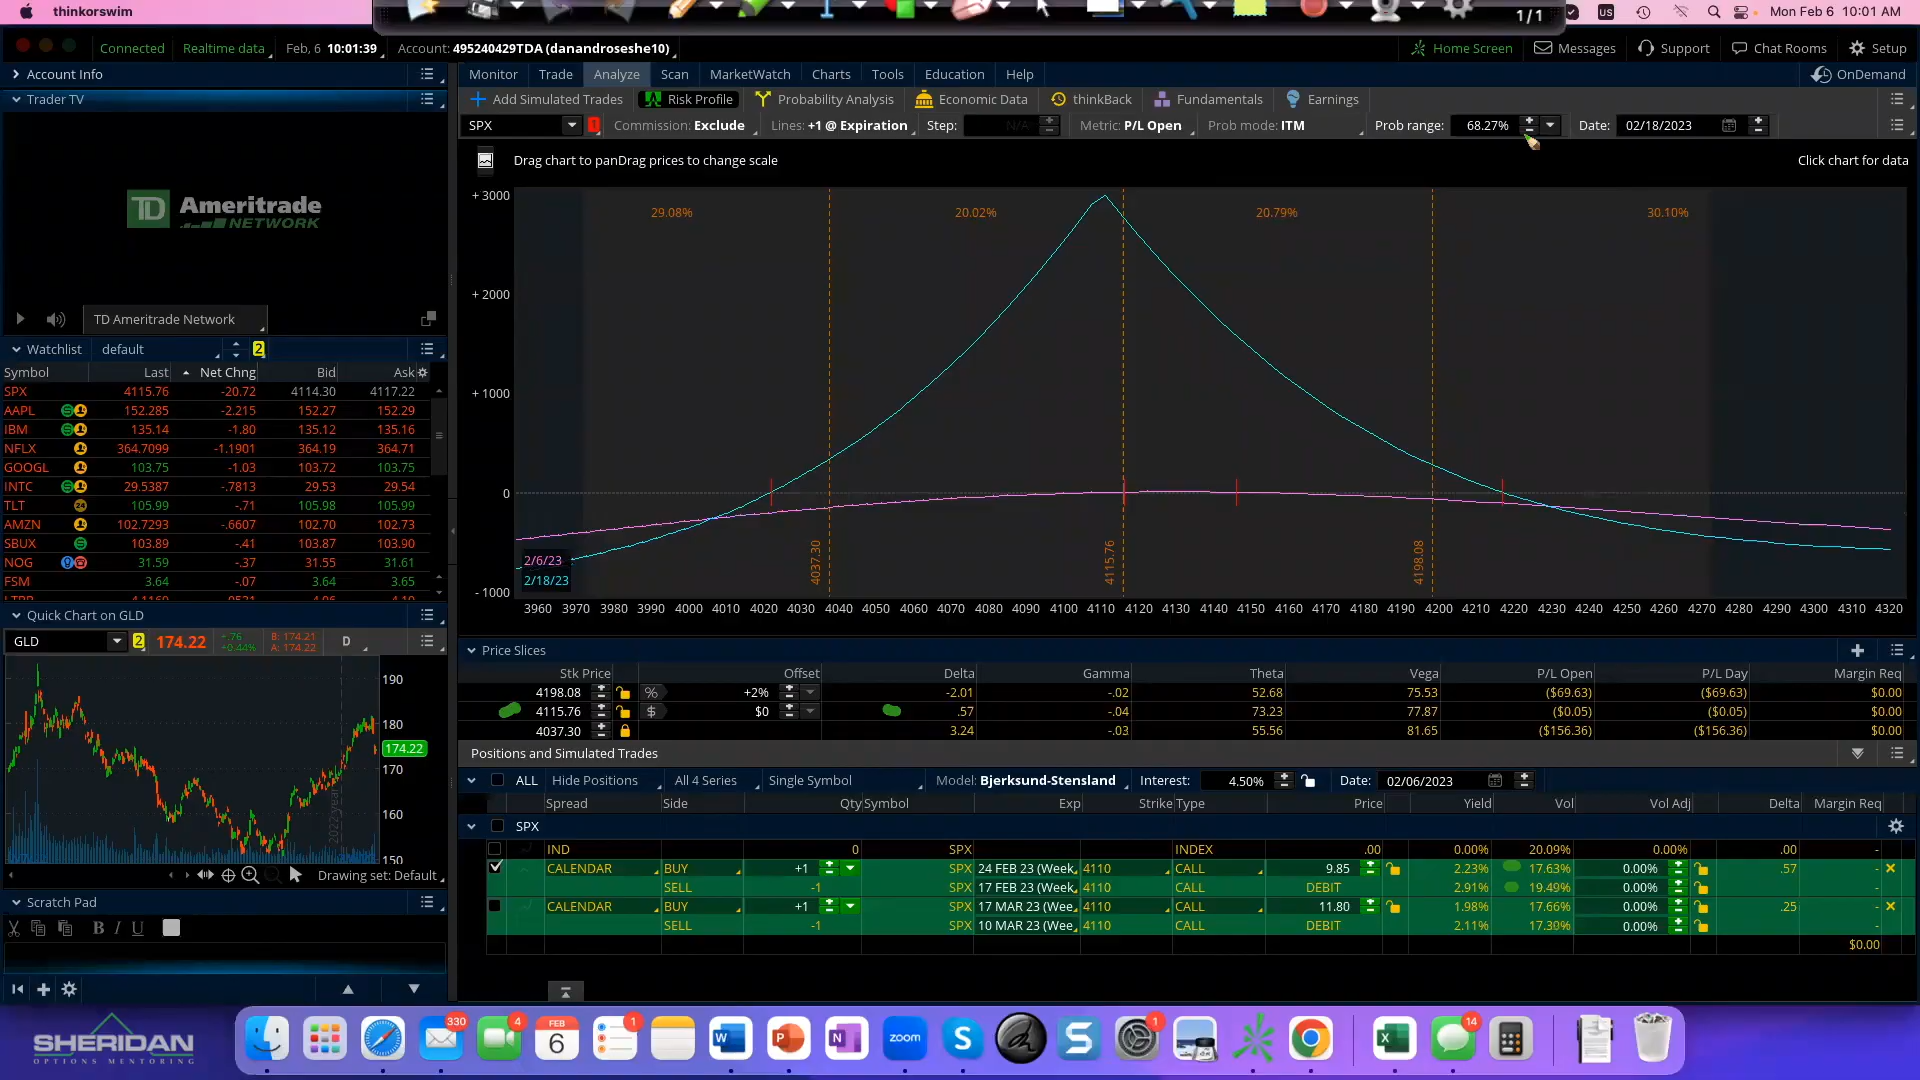 thinkorswim
1/1
US
Mon Feb 6 10:01 AM
Connected Realtime data Feb, 6 10:01:39 Account: 495240429TDA (danandroseshe10)
Home Screen Messages Support Chat Rooms Setup
Account Info
Monitor Trade Analyze Scan MarketWatch Charts Tools Education Help OnDemand
Trader TV
Add Simulated Trades Risk Profile Probability Analysis Economic Data thinkBack Fundamentals Earnings
SPX Commission: Exclude Lines: +1 @ Expiration Step: N/A Metric: P/L Open Prob mode: ITM Prob range: 68.27% Date: 02/18/2023
Drag chart to panDrag prices to change scale
Click chart for data
TD Ameritrade
NETWORK
TD Ameritrade Network
+3000
+2000
+1000
0
-1000
29.08% 20.02% 20.79% 30.10%
4037.30 4115.76 4198.08
2/6/23
2/18/23
3960 3970 3980 3990 4000 4010 4020 4030 4040 4050 4060 4070 4080 4090 4100 4110 4120 4130 4140 4150 4160 4170 4180 4190 4200 4210 4220 4230 4240 4250 4260 4270 4280 4290 4300 4310 4320
Watchlist default 2
Symbol Last Net Chng Bid Ask
SPX 4115.76 -20.72 4114.30 4117.22
AAPL 152.285 -2.215 152.27 152.29
IBM 135.14 -1.80 135.12 135.16
NFLX 364.7099 -1.1901 364.19 364.71
GOOGL 103.75 -1.03 103.72 103.75
INTC 29.5387 -.7813 29.53 29.54
TLT 105.99 -.71 105.98 105.99
AMZN 102.7293 -.6607 102.70 102.73
SBUX 103.89 -.41 103.87 103.90
NOG 31.59 -.37 31.55 31.61
FSM 3.64 -.07 3.64 3.65
Quick Chart on GLD
GLD 2 174.22 +.76 +0.44% B: 174.21 A: 174.22 D
190
180
174.22
170
160
150
2022 year
Drawing set: Default
Scratch Pad
B I U
Price Slices
Stk Price Offset Delta Gamma Theta Vega P/L Open P/L Day Margin Req
4198.08 % +2% -2.01 -.02 52.68 75.53 ($69.63) ($69.63) $0.00
4115.76 $ $0 .57 -.04 73.23 77.87 ($0.05) ($0.05) $0.00
4037.30 3.24 -.03 55.56 81.65 ($156.36) ($156.36) $0.00
Positions and Simulated Trades
ALL Hide Positions All 4 Series Single Symbol Model: Bjerksund-Stensland Interest: 4.50% Date: 02/06/2023
Spread Side Qty Symbol Exp Strike Type Price Yield Vol Vol Adj Delta Margin Req
SPX
IND 0 SPX INDEX .00 0.00% 20.09% 0.00% .00 -
CALENDAR BUY +1 SPX 24 FEB 23 (Week 4110 CALL 9.85 2.23% 17.63% 0.00% .57 -
SELL -1 SPX 17 FEB 23 (Week 4110 CALL DEBIT 2.91% 19.49% 0.00% -
CALENDAR BUY +1 SPX 17 MAR 23 (Wee 4110 CALL 11.80 1.98% 17.66% 0.00% .25 -
SELL -1 SPX 10 MAR 23 (Wee 4110 CALL DEBIT 2.11% 17.39% 0.00% -
$0.00
SHERIDAN
OPTIONS MENTORING
330 4 FEB 6 1 W P N zoom S S 1 X 14